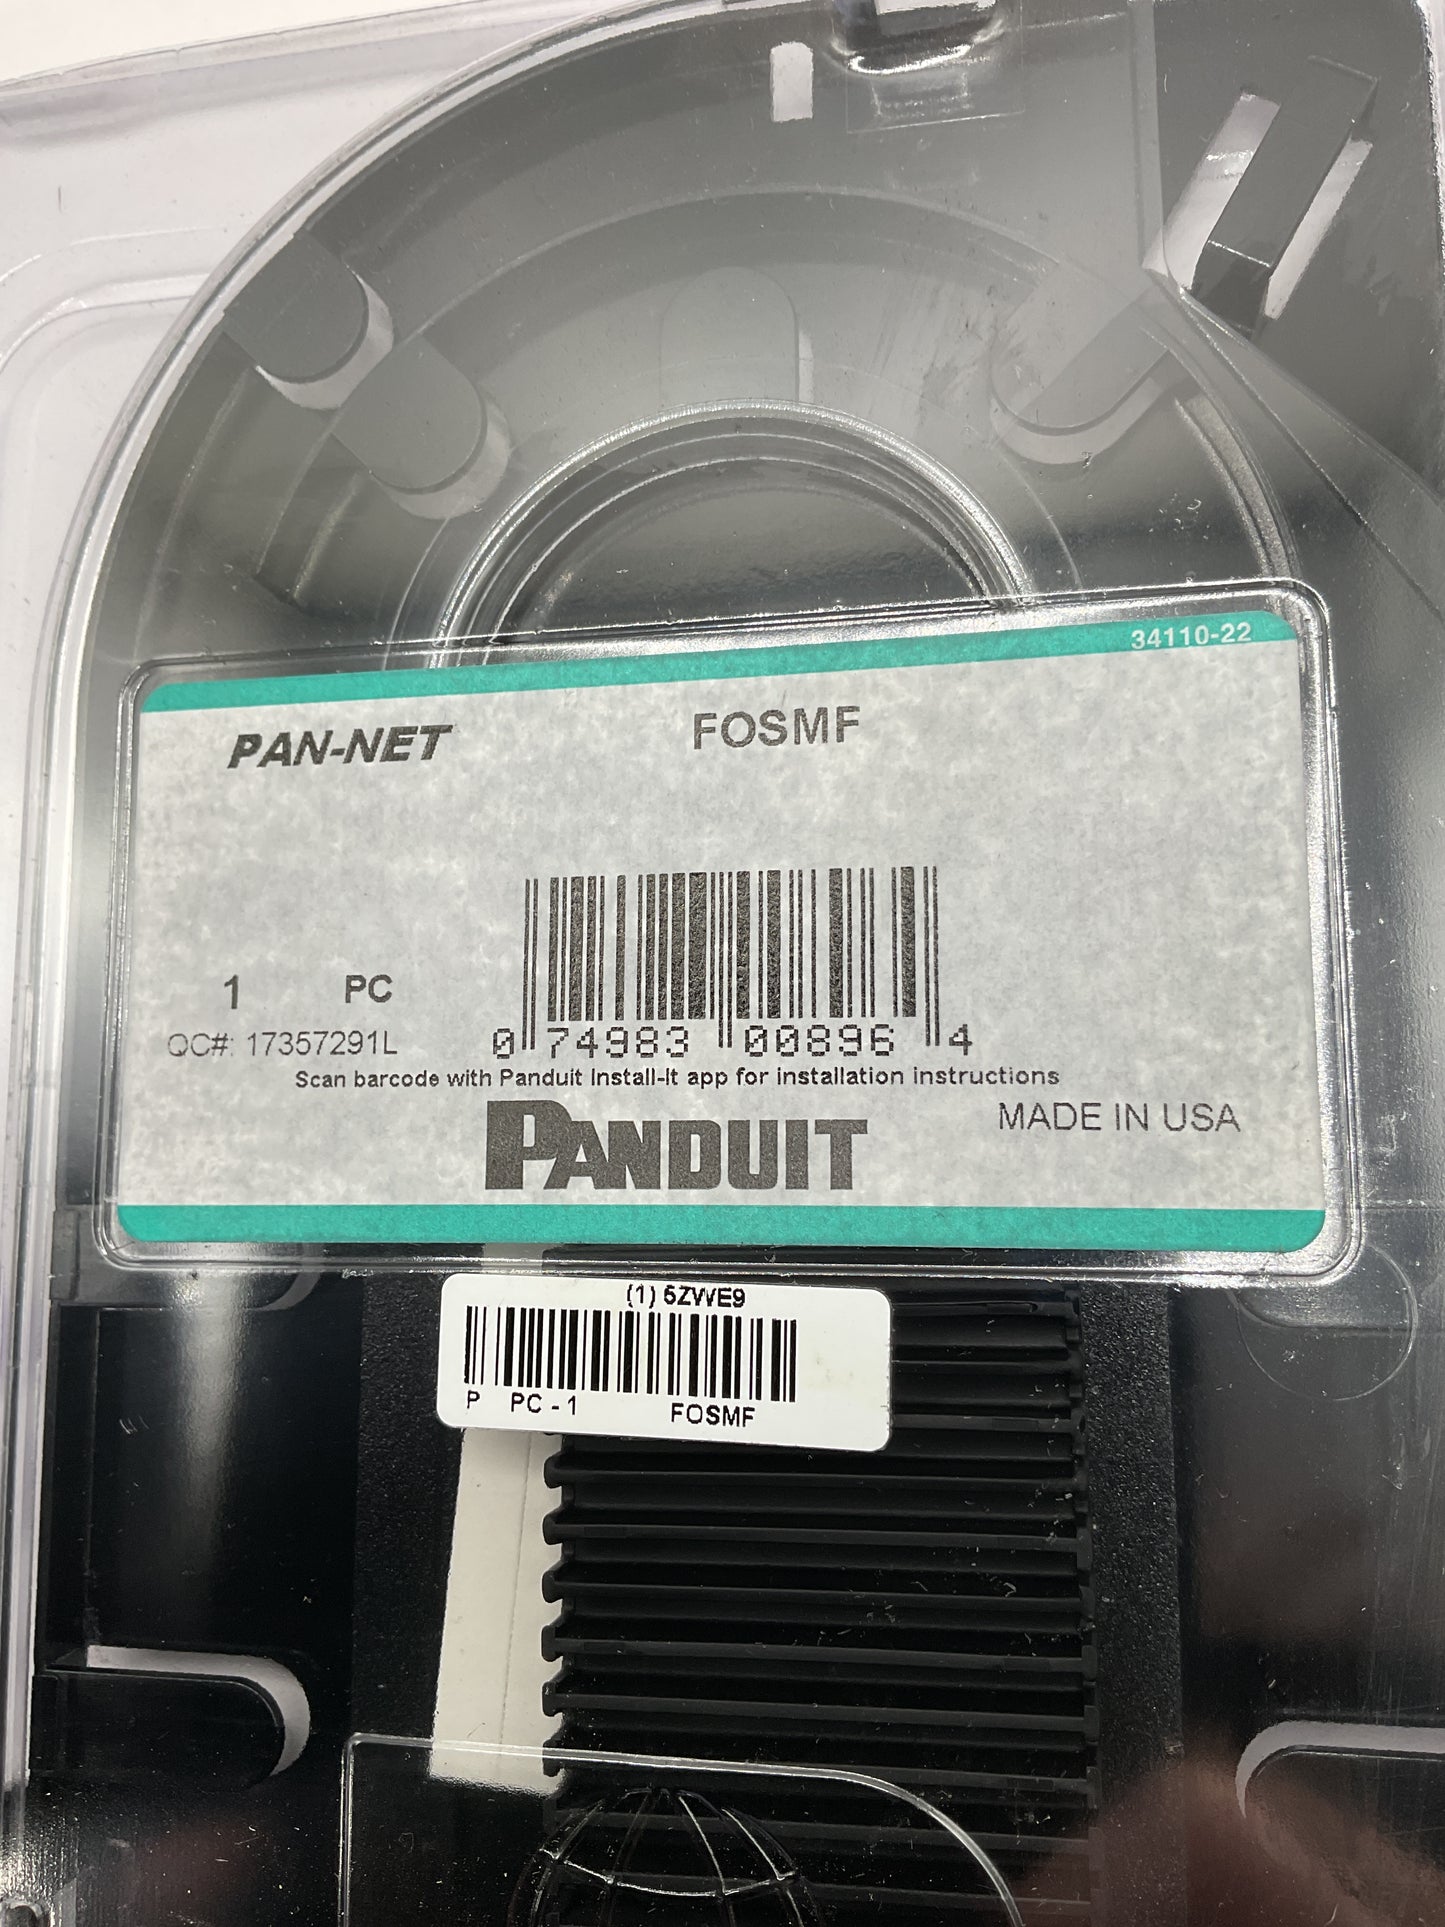 34110-22
PAN-NET FOSMF
1 PC
QC#: 17357291L
0 74983 00896 4
Scan barcode with Panduit Install-It app for installation instructions
PANDUIT
MADE IN USA
(1) 5ZWE9
P PC - 1 FOSMF